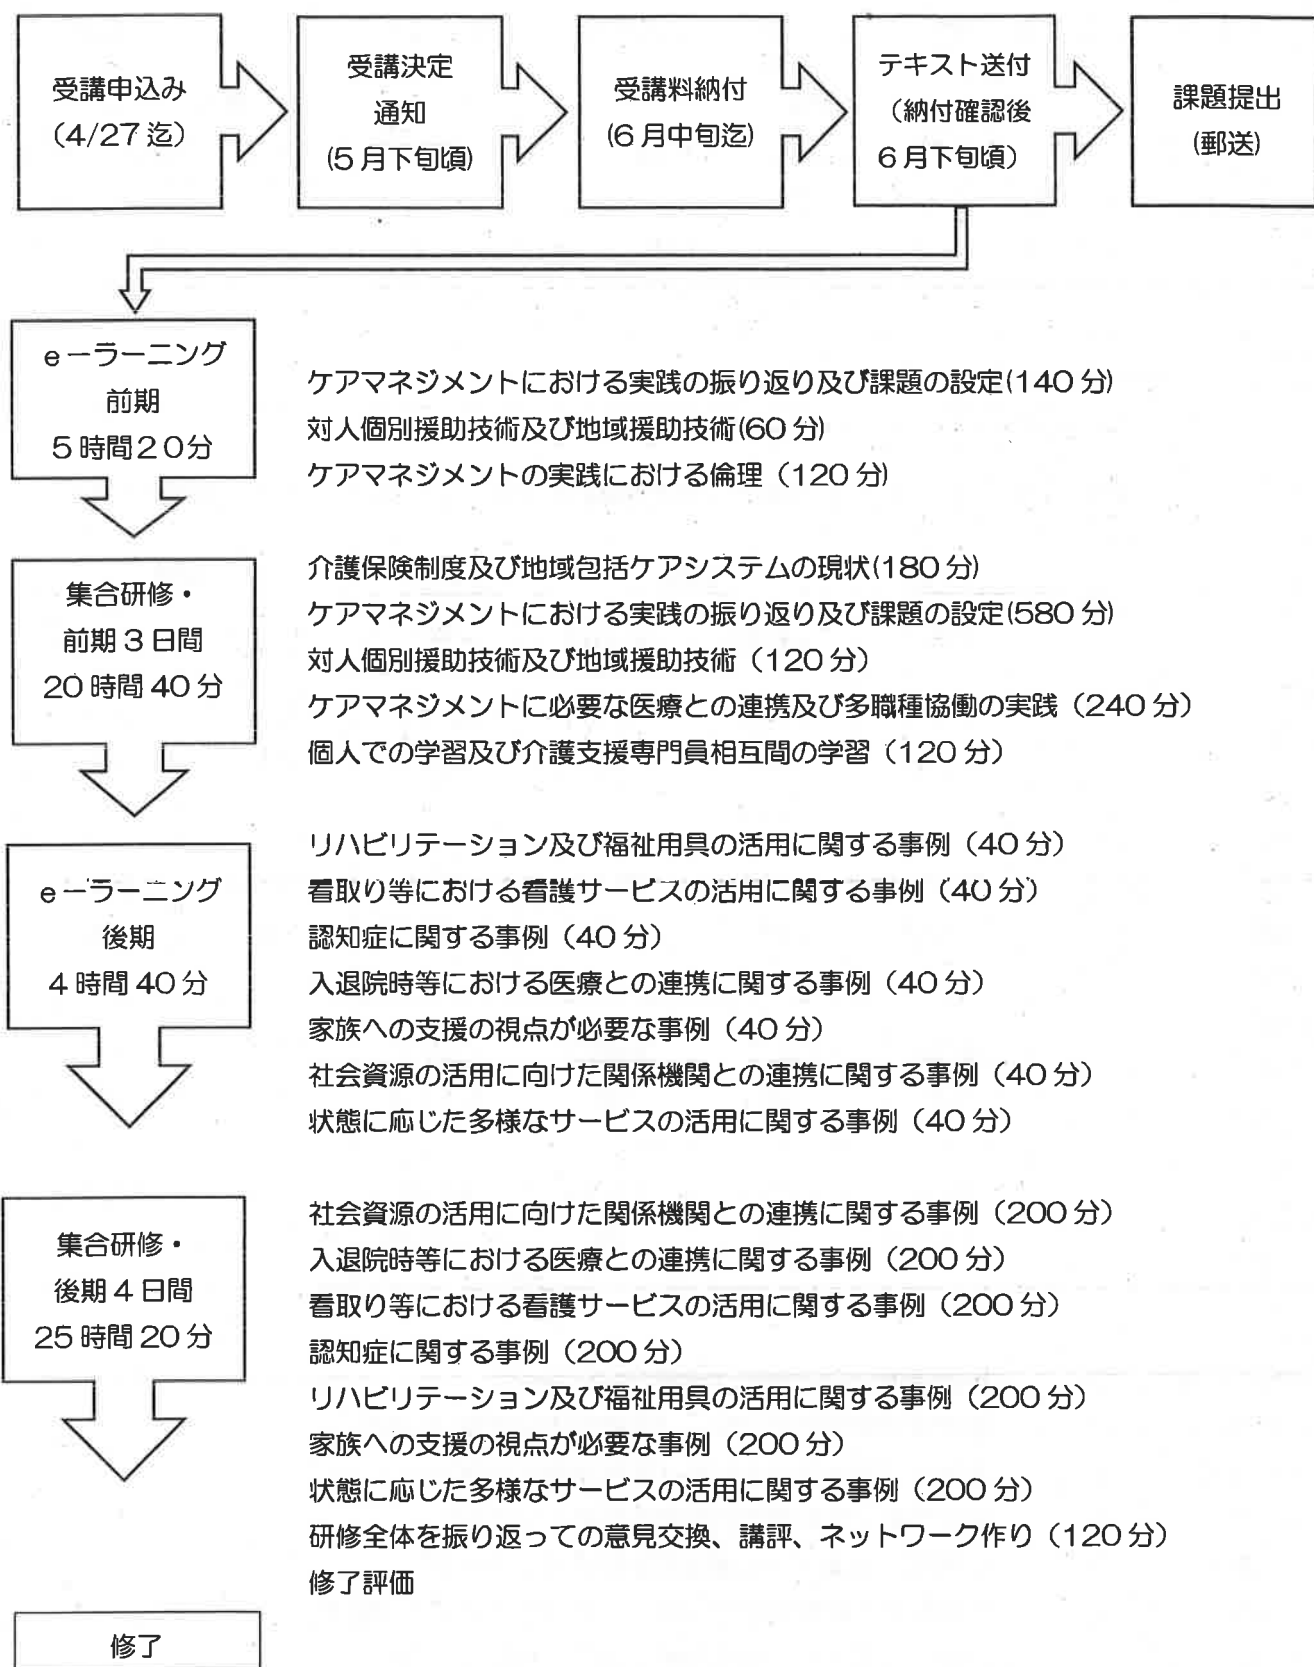 受講申込み
(4/27迄)
受講決定
通知
(5月下旬頃)
受講料納付
(6月中旬迄)
テキスト送付
(納付確認後
6月下旬頃)
課題提出
(郵送)
eーラーニング
前期
5時間20分
ケアマネジメントにおける実践の振り返り及び課題の設定(140分)
対人個別援助技術及び地域援助技術(60分)
ケアマネジメントの実践における倫理(120分)
集合研修・
前期3日間
20時間40分
介護保険制度及び地域包括ケアシステムの現状(180分)
ケアマネジメントにおける実践の振り返り及び課題の設定(580分)
対人個別援助技術及び地域援助技術(120分)
ケアマネジメントに必要な医療との連携及び多職種協働の実践(240分)
個人での学習及び介護支援専門員相互間の学習(120分)
eーラーニング
後期
4時間40分
リハビリテーション及び福祉用具の活用に関する事例(40分)
看取り等における看護サービスの活用に関する事例(40分)
認知症に関する事例(40分)
入退院時等における医療との連携に関する事例(40分)
家族への支援の視点が必要な事例(40分)
社会資源の活用に向けた関係機関との連携に関する事例(40分)
状態に応じた多様なサービスの活用に関する事例(40分)
集合研修・
後期4日間
25時間20分
社会資源の活用に向けた関係機関との連携に関する事例(200分)
入退院時等における医療との連携に関する事例(200分)
看取り等における看護サービスの活用に関する事例(200分)
認知症に関する事例(200分)
リハビリテーション及び福祉用具の活用に関する事例(200分)
家族への支援の視点が必要な事例(200分)
状態に応じた多様なサービスの活用に関する事例(200分)
研修全体を振り返っての意見交換、講評、ネットワーク作り(120分)
修了評価
修了